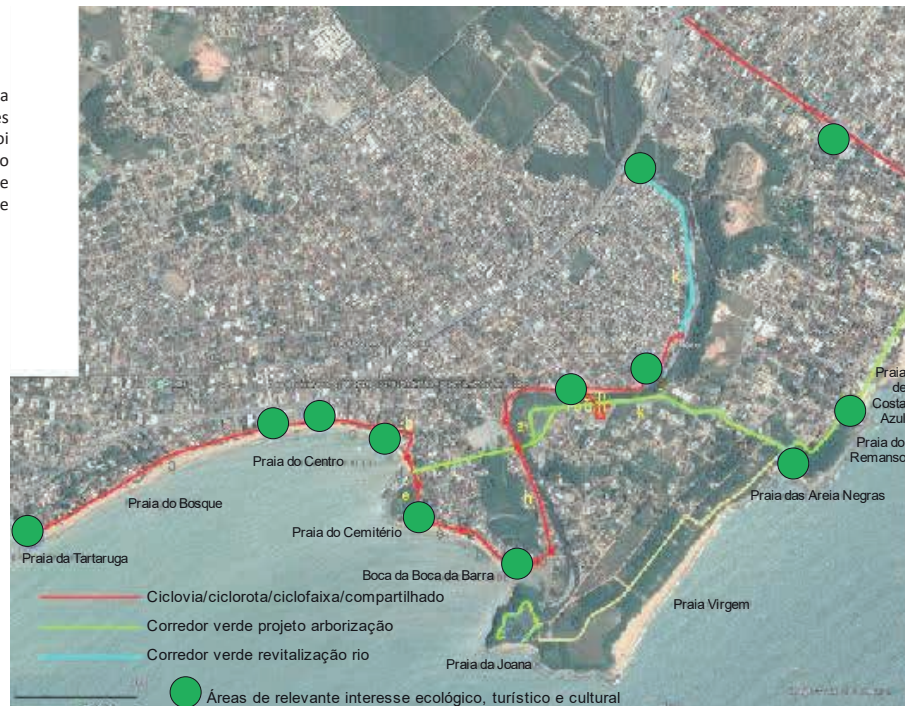 a
es
oi
o
e
e
Praia
de
Costa
Azul
Praia do
Remanso
Praia do Centro
Praia das Areia Negras
Praia do Bosque
Praia do Cemitério
Praia da Tartaruga
Boca da Boca da Barra
Praia Virgem
Ciclovia/ciclorota/ciclofaixa/compartilhado
Corredor verde projeto arborização
Corredor verde revitalização rio
Praia da Joana
Áreas de relevante interesse ecológico, turístico e cultural